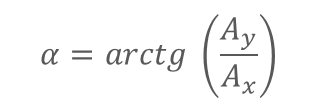 α = arctg (A_y / A_x)